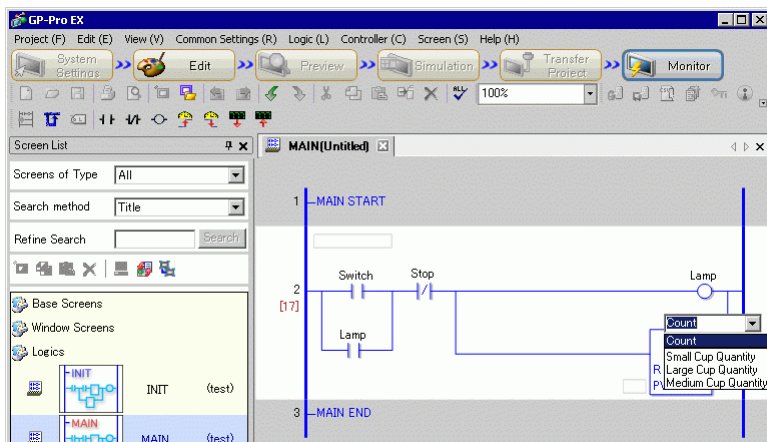 GP-Pro EX
Project (F) Edit (E) View (V) Common Settings (R) Logic (L) Controller (C) Screen (S) Help (H)
System Settings
Edit
Preview
Simulation
Transfer Project
Monitor
100%
Screen List
MAIN(Untitled)
Screens of Type All
Search method Title
Refine Search Search
Base Screens
Window Screens
Logics
INIT
INIT (test)
MAIN
MAIN (test)
1 MAIN START
2
[17]
Switch
Stop
Lamp
Lamp
Count
Count
Small Cup Quantity
R Large Cup Quantity
PV Medium Cup Quantity
3 MAIN END